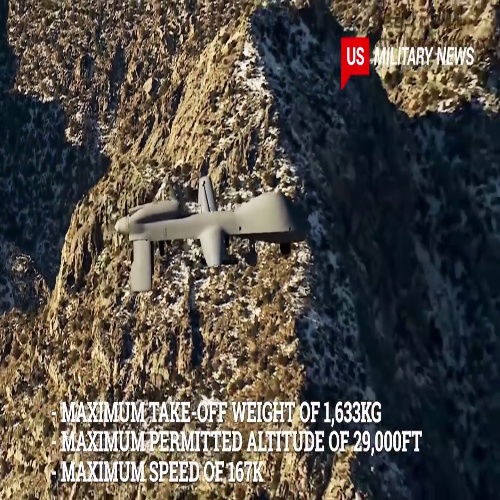 US MILITARY NEWS
- MAXIMUM TAKE-OFF WEIGHT OF 1,633KG
- MAXIMUM PERMITTED ALTITUDE OF 29,000FT
- MAXIMUM SPEED OF 167K